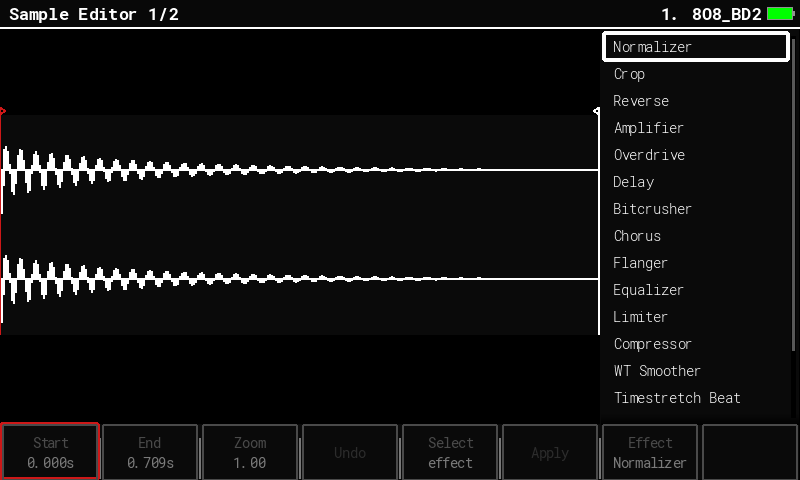 Sample Editor 1/2
1. 808_BD2
Normalizer
Crop
Reverse
Amplifier
Overdrive
Delay
Bitcrusher
Chorus
Flanger
Equalizer
Limiter
Compressor
WT Smoother
Timestretch Beat
Start
0.000s
End
0.709s
Zoom
1.00
Undo
Select
effect
Apply
Effect
Normalizer